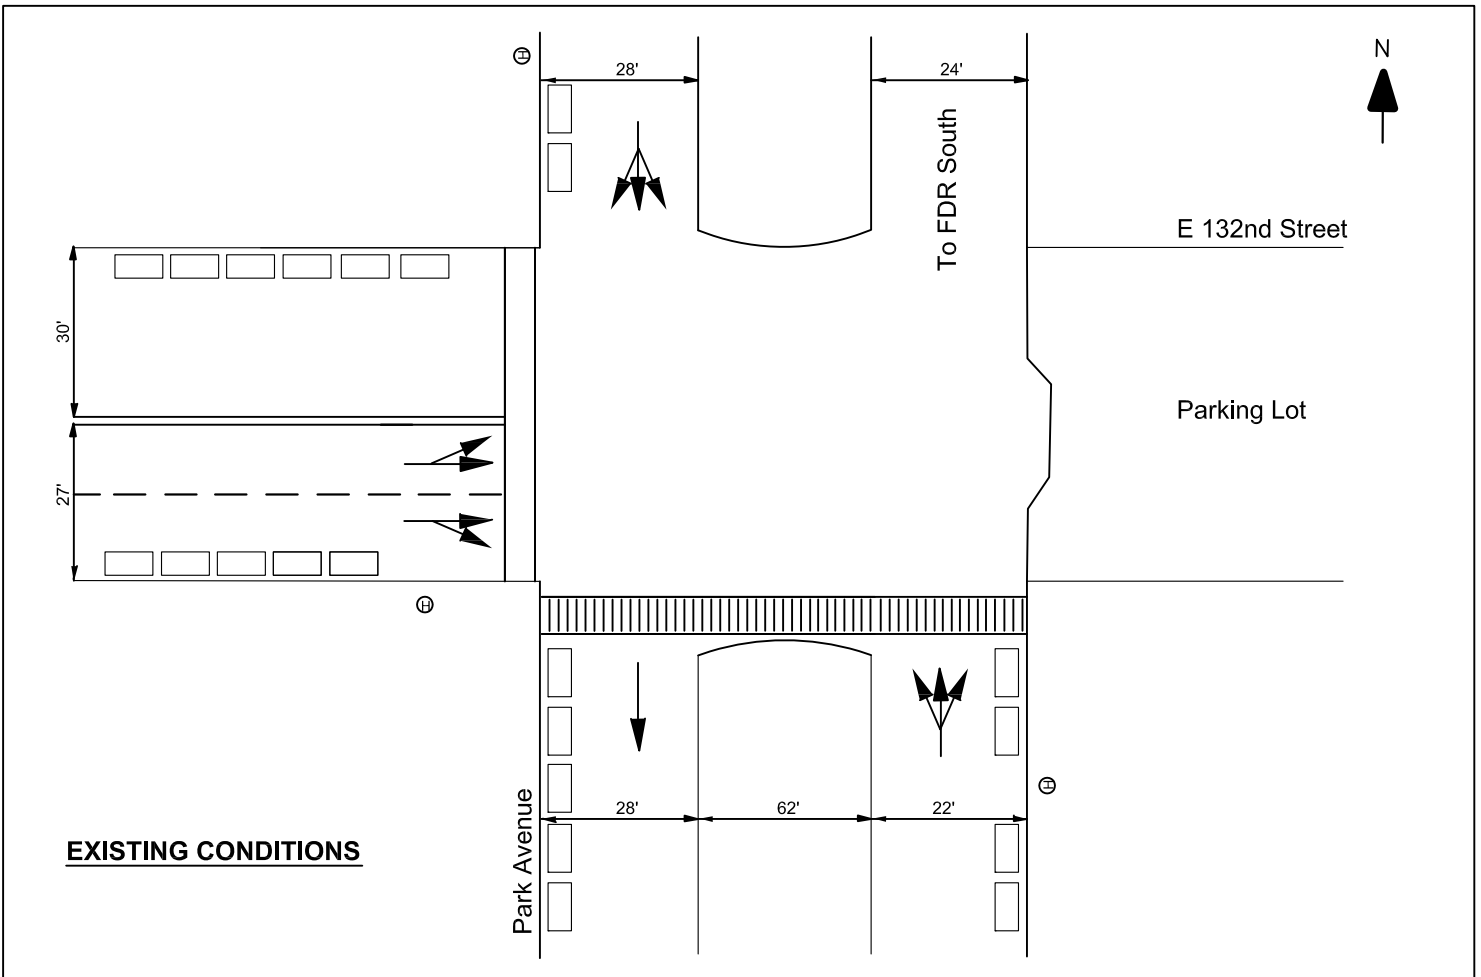 H
28'
24'
N
To FDR South
E 132nd Street
30'
Parking Lot
27'
H
H
28'
62'
22'
Park Avenue
EXISTING CONDITIONS